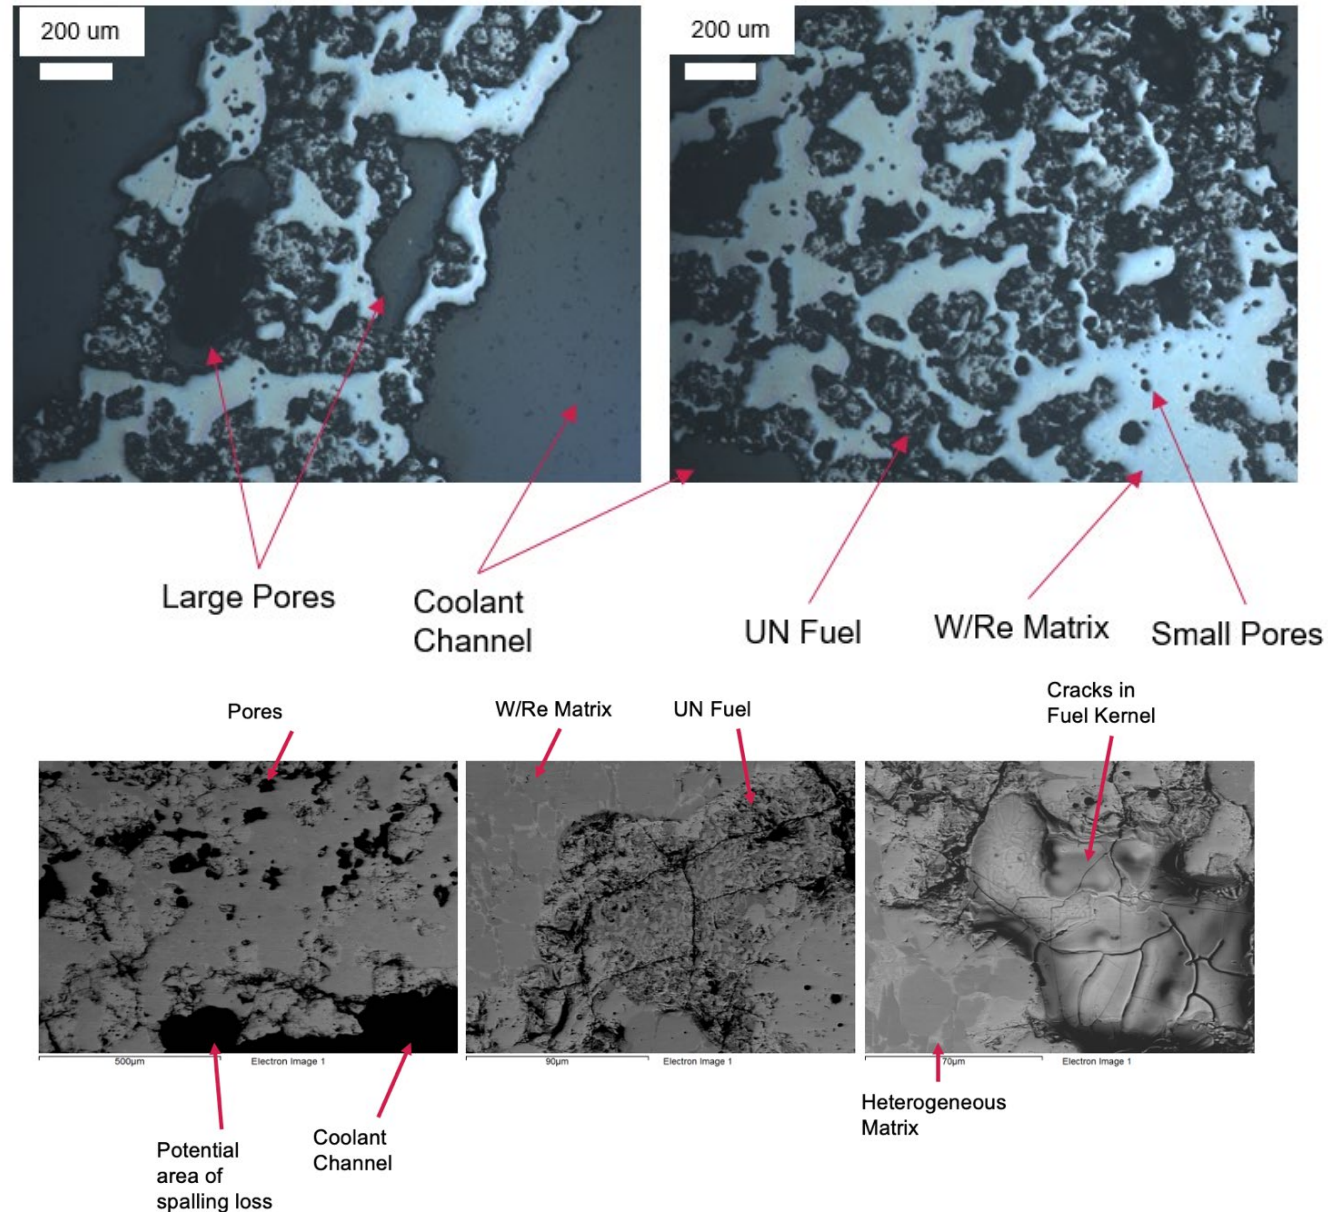 200 um
200 um
Large Pores
Coolant
Channel
UN Fuel
W/Re Matrix
Small Pores
Pores
W/Re Matrix
UN Fuel
Cracks in
Fuel Kernel
500µm
Electron Image 1
90µm
Electron Image 1
70µm
Electron Image 1
Potential
area of
spalling loss
Coolant
Channel
Heterogeneous
Matrix